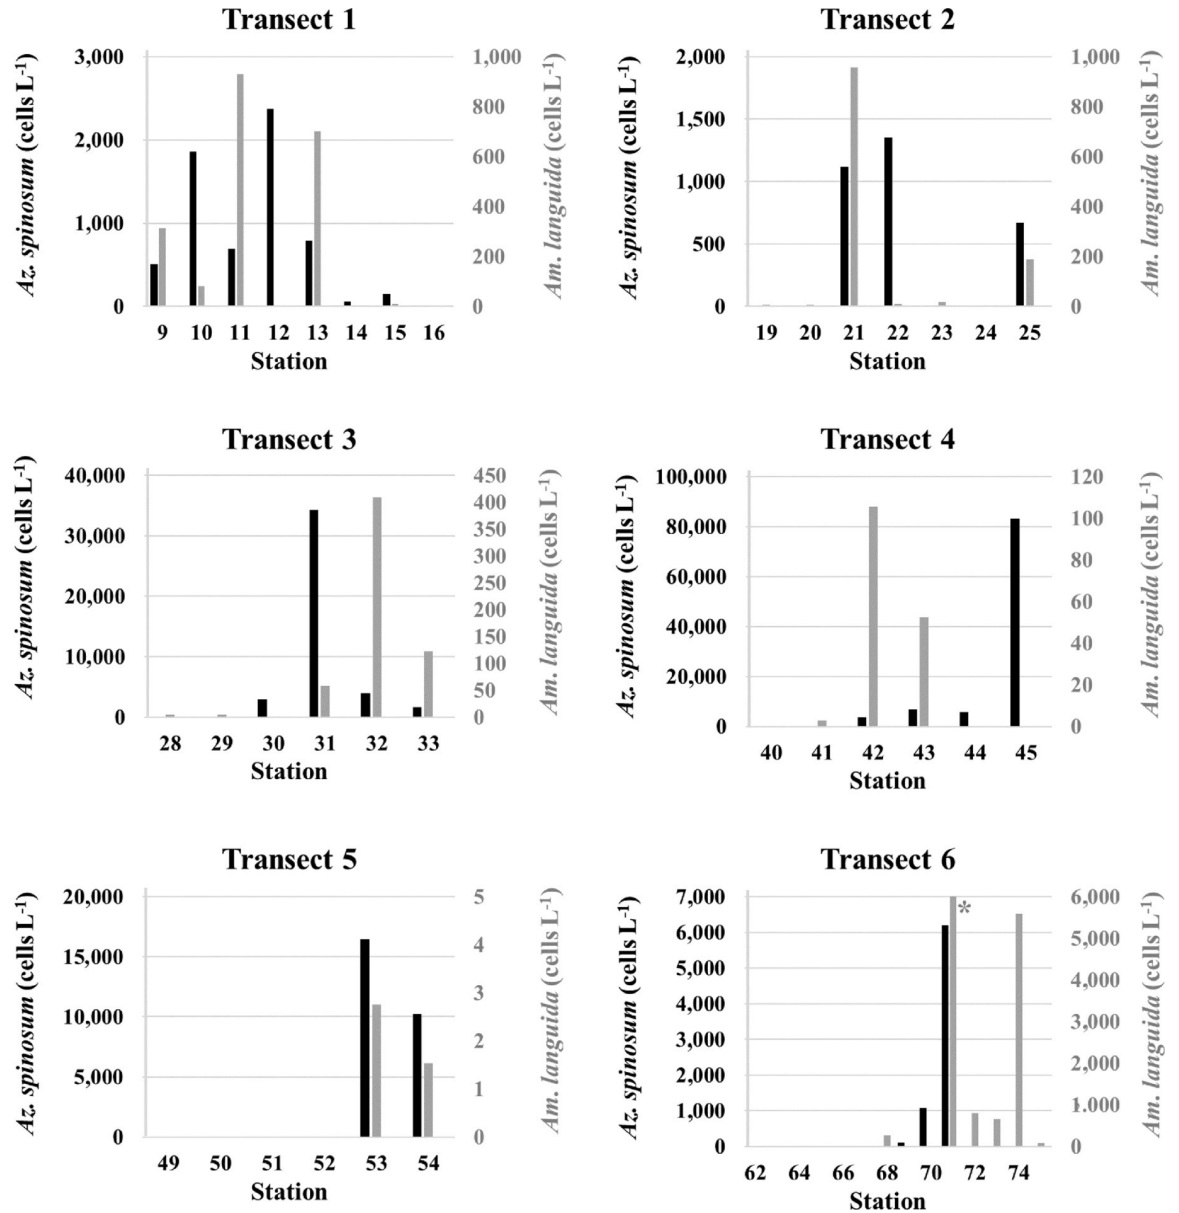 Transect 1
Az. spinosum (cells L-1)
3,000
2,000
1,000
0
1,000
800
600
400
200
0
Am. languida (cells L-1)
9 10 11 12 13 14 15 16
Station
Transect 2
Az. spinosum (cells L-1)
2,000
1,500
1,000
500
0
1,000
800
600
400
200
0
Am. languida (cells L-1)
19 20 21 22 23 24 25
Station
Transect 3
Az. spinosum (cells L-1)
40,000
30,000
20,000
10,000
0
450
400
350
300
250
200
150
100
50
0
Am. languida (cells L-1)
28 29 30 31 32 33
Station
Transect 4
Az. spinosum (cells L-1)
100,000
80,000
60,000
40,000
20,000
0
120
100
80
60
40
20
0
Am. languida (cells L-1)
40 41 42 43 44 45
Station
Transect 5
Az. spinosum (cells L-1)
20,000
15,000
10,000
5,000
0
5
4
3
2
1
0
Am. languida (cells L-1)
49 50 51 52 53 54
Station
Transect 6
Az. spinosum (cells L-1)
7,000
6,000
5,000
4,000
3,000
2,000
1,000
0
*
6,000
5,000
4,000
3,000
2,000
1,000
0
Am. languida (cells L-1)
62 64 66 68 70 72 74
Station